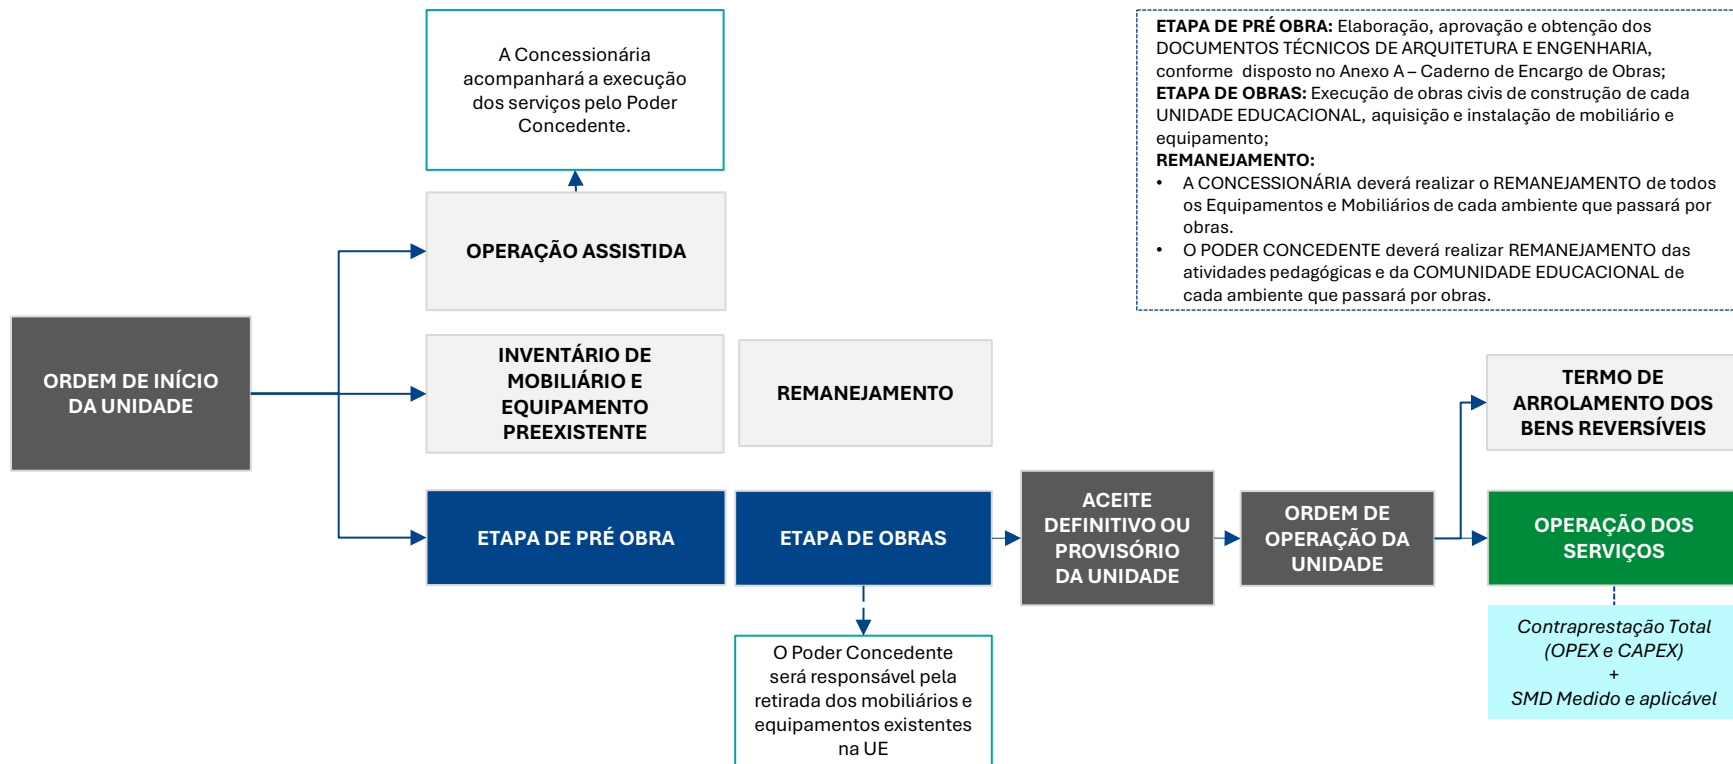 A Concessionária
acompanhará a execução
dos serviços pelo Poder
Concedente.
ETAPA DE PRÉ OBRA: Elaboração, aprovação e obtenção dos
DOCUMENTOS TÉCNICOS DE ARQUITETURA E ENGENHARIA,
conforme disposto no Anexo A – Caderno de Encargo de Obras;
ETAPA DE OBRAS: Execução de obras civis de construção de cada
UNIDADE EDUCACIONAL, aquisição e instalação de mobiliário e
equipamento;
REMANEJAMENTO:
• A CONCESSIONÁRIA deverá realizar o REMANEJAMENTO de todos
os Equipamentos e Mobiliários de cada ambiente que passará por
obras.
• O PODER CONCEDENTE deverá realizar REMANEJAMENTO das
atividades pedagógicas e da COMUNIDADE EDUCACIONAL de
cada ambiente que passará por obras.
OPERAÇÃO ASSISTIDA
ORDEM DE INÍCIO
DA UNIDADE
INVENTÁRIO DE
MOBILIÁRIO E
EQUIPAMENTO
PREEXISTENTE
REMANEJAMENTO
TERMO DE
ARROLAMENTO DOS
BENS REVERSÍVEIS
ETAPA DE PRÉ OBRA
ETAPA DE OBRAS
ACEITE
DEFINITIVO OU
PROVISÓRIO
DA UNIDADE
ORDEM DE
OPERAÇÃO DA
UNIDADE
OPERAÇÃO DOS
SERVIÇOS
O Poder Concedente
será responsável pela
retirada dos mobiliários e
equipamentos existentes
na UE
Contraprestação Total
(OPEX e CAPEX)
+
SMD Medido e aplicável